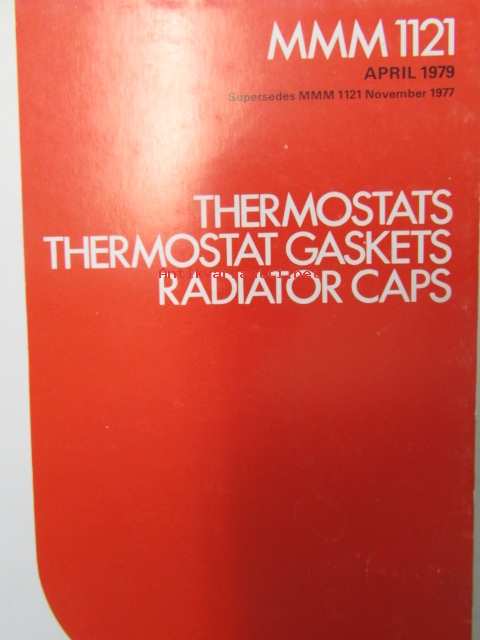 MMM 1121
APRIL 1979
Supersedes MMM 1121 November 1977
THERMOSTATS
THERMOSTAT GASKETS
RADIATOR CAPS